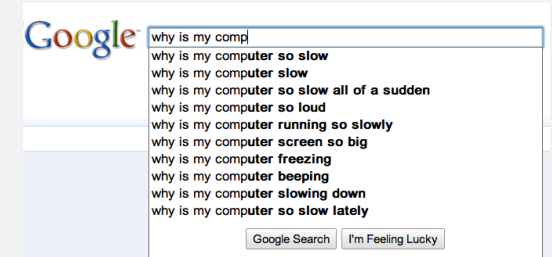 Google why is my comp
why is my computer so slow
why is my computer slow
why is my computer so slow all of a sudden
why is my computer so loud
why is my computer running so slowly
why is my computer screen so big
why is my computer freezing
why is my computer beeping
why is my computer slowing down
why is my computer so slow lately
Google Search I'm Feeling Lucky